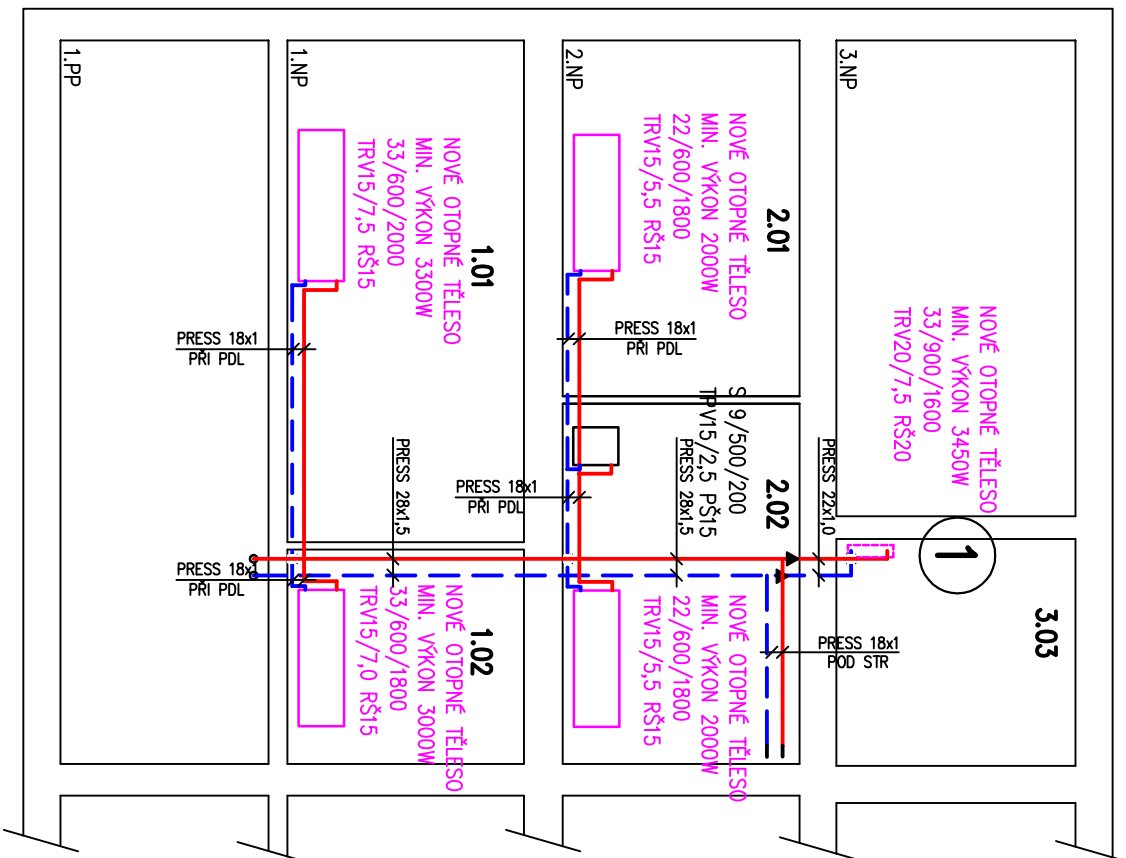 3.NP
NOVÉ OTOPNÉ TĚLESO
MIN. VÝKON 3450W
33/900/1600
TRV20/7,5 RŠ20
1
3.03
PRESS 22x1,0
PRESS 18x1
POD STR
2.NP
2.01
NOVÉ OTOPNÉ TĚLESO
MIN. VÝKON 2000W
22/600/1800
TRV15/5,5 RŠ15
PRESS 18x1
PŘI PDL
2.02
S 9/500/200
TRV15/2,5 PŠ15
PRESS 28x1,5
PRESS 18x1
PŘI PDL
NOVÉ OTOPNÉ TĚLESO
MIN. VÝKON 2000W
22/600/1800
TRV15/5,5 RŠ15
1.NP
1.01
NOVÉ OTOPNÉ TĚLESO
MIN. VÝKON 3300W
33/600/2000
TRV15/7,5 RŠ15
PRESS 18x1
PŘI PDL
PRESS 28x1,5
PRESS 18x1
PŘI PDL
1.02
NOVÉ OTOPNÉ TĚLESO
MIN. VÝKON 3000W
33/600/1800
TRV15/7,0 RŠ15
1.PP